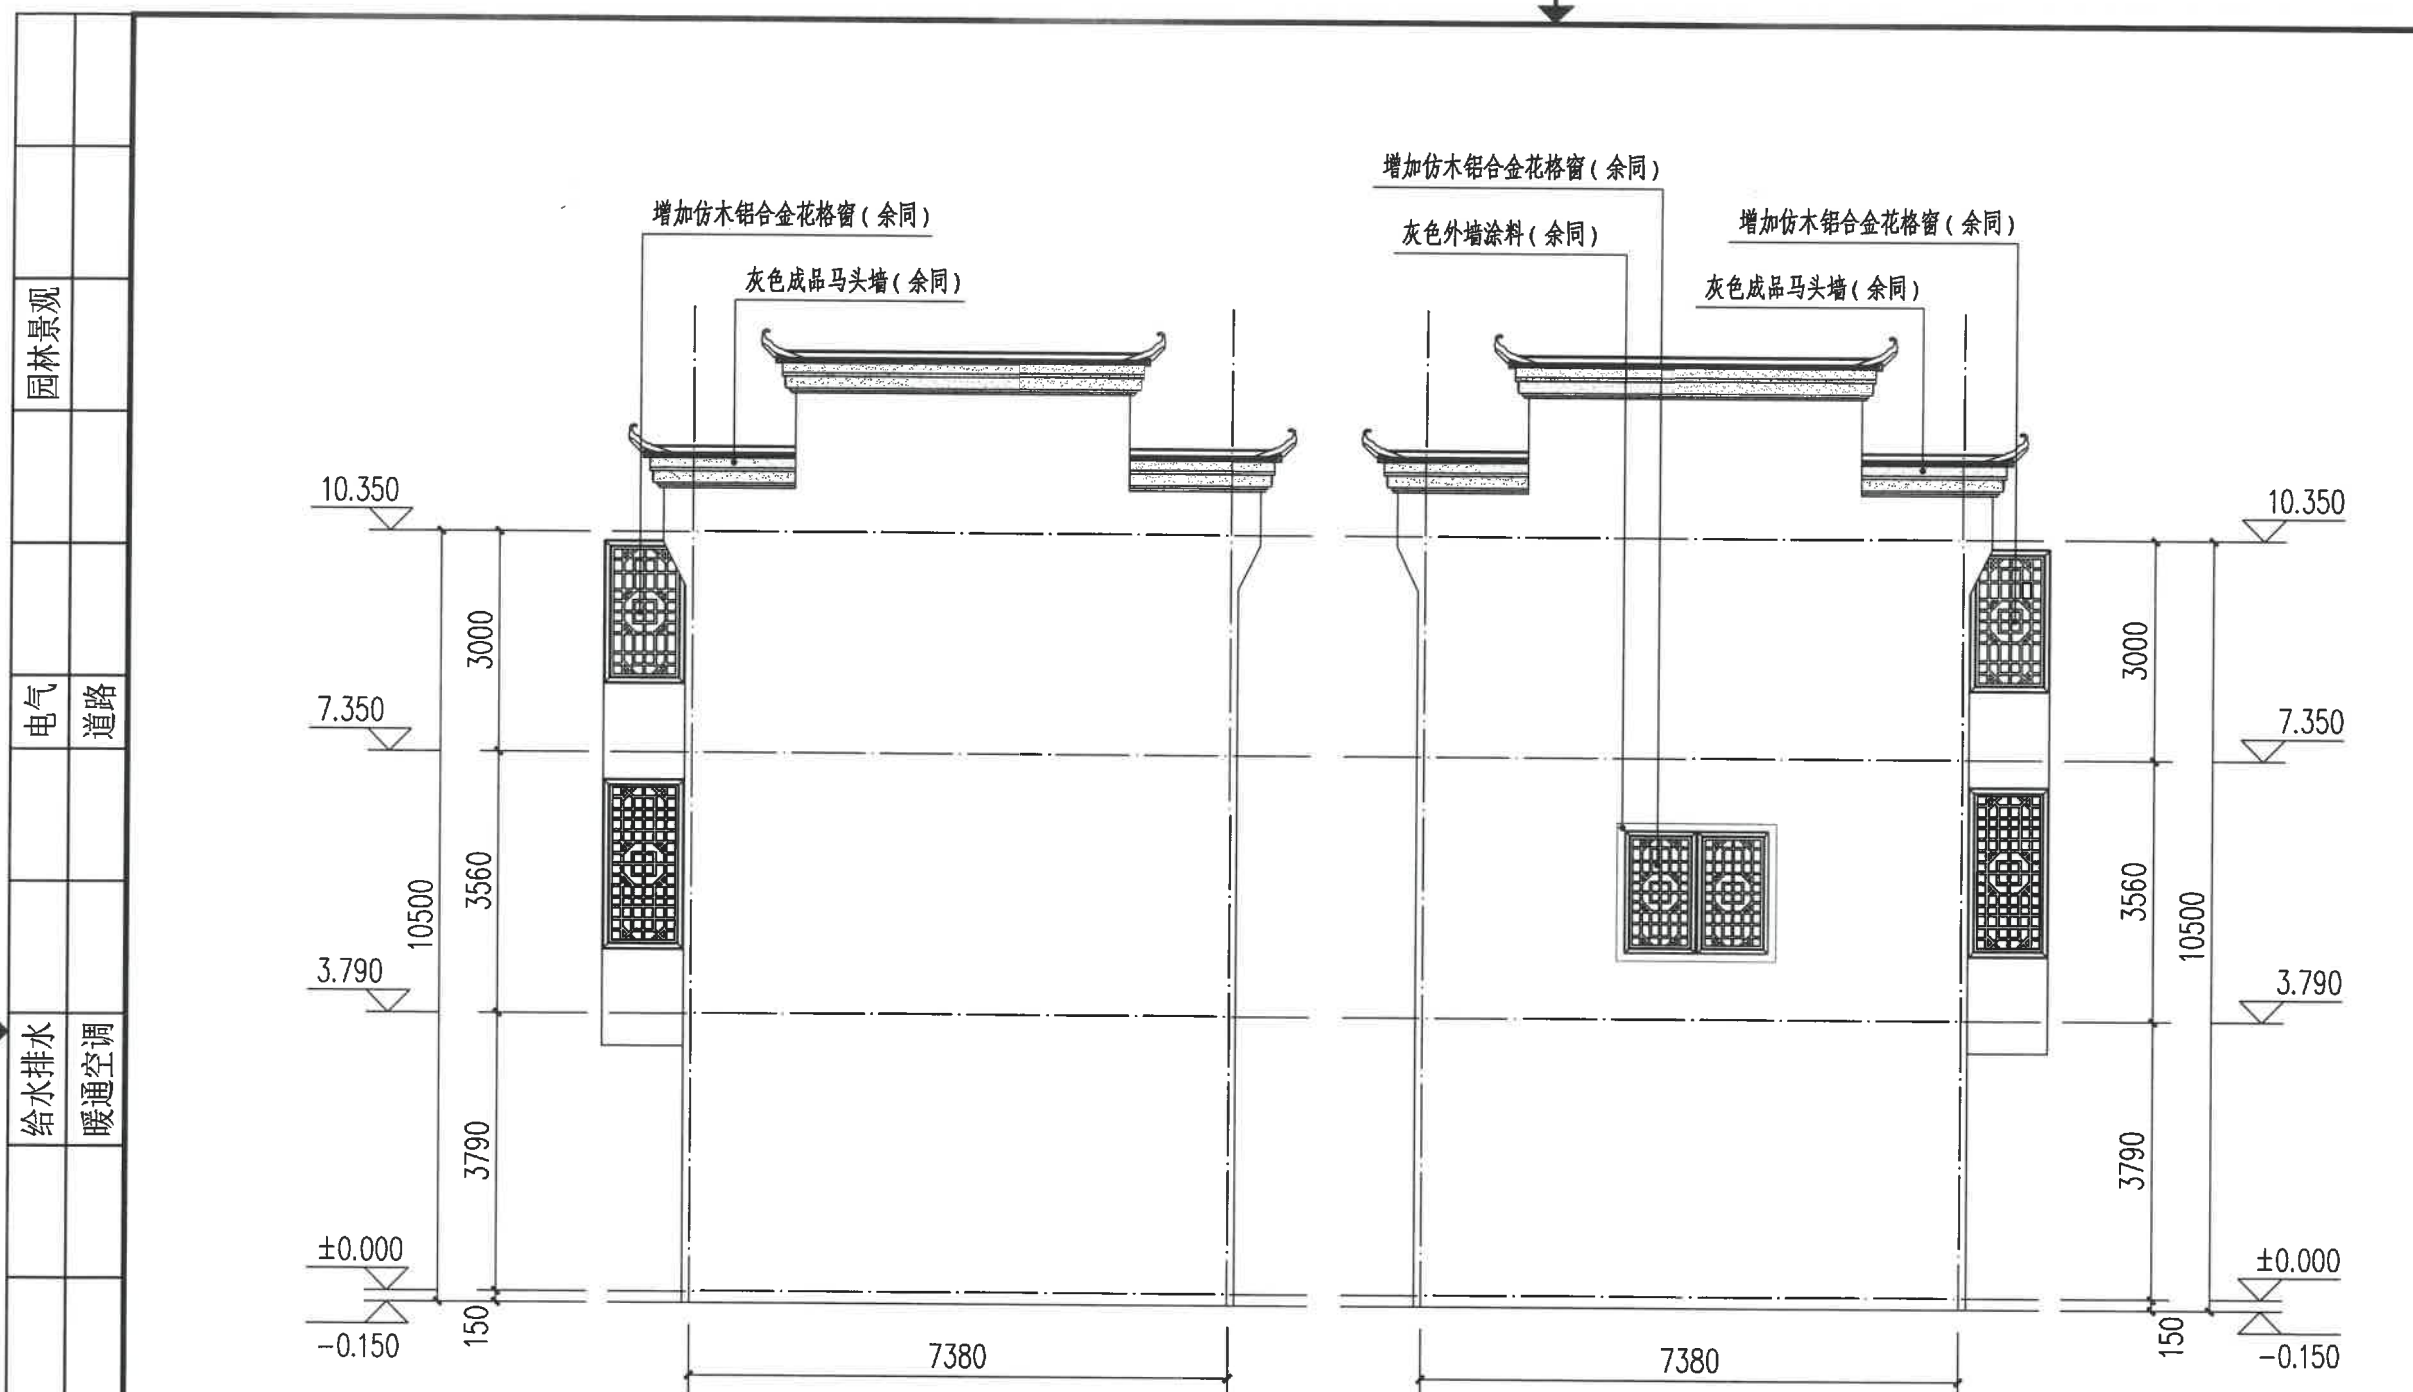 增加仿木铝合金花格窗(余同)
灰色成品马头墙(余同)
增加仿木铝合金花格窗(余同)
灰色外墙涂料(余同)
增加仿木铝合金花格窗(余同)
灰色成品马头墙(余同)
园林景观
电气
道路
给水排水
暖通空调
10.350
7.350
3.790
±0.000
-0.150
10500
3000
3560
3790
150
7380
7380
3000
3560
3790
150
10500
10.350
7.350
3.790
±0.000
-0.150